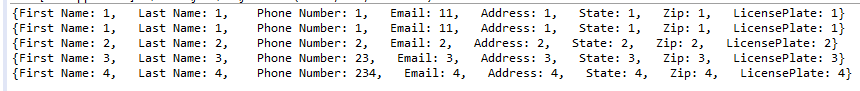 {First Name: 1,   Last Name: 1,    Phone Number: 1,   Email: 11,   Address: 1,   State: 1,   Zip: 1,   LicensePlate: 1}
{First Name: 1,   Last Name: 1,    Phone Number: 1,   Email: 11,   Address: 1,   State: 1,   Zip: 1,   LicensePlate: 1}
{First Name: 2,   Last Name: 2,    Phone Number: 2,   Email: 2,   Address: 2,   State: 2,   Zip: 2,   LicensePlate: 2}
{First Name: 3,   Last Name: 3,    Phone Number: 23,   Email: 3,   Address: 3,   State: 3,   Zip: 3,   LicensePlate: 3}
{First Name: 4,   Last Name: 4,    Phone Number: 234,   Email: 4,   Address: 4,   State: 4,   Zip: 4,   LicensePlate: 4}